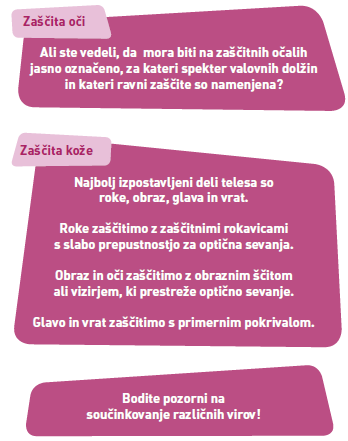 Zaščita oči
Ali ste vedeli, da mora biti na zaščitnih očalih
jasno označeno, za kateri spekter valovnih dolžin
in kateri ravni zaščite so namenjena?
Zaščita kože
Najbolj izpostavljeni deli telesa so
roke, obraz, glava in vrat.
Roke zaščitimo z zaščitnimi rokavicami
s slabo prepustnostjo za optična sevanja.
Obraz in oči zaščitimo z obraznim ščitom
ali vizirjem, ki prestreže optično sevanje.
Glavo in vrat zaščitimo s primernim pokrivalom.
Bodite pozorni na
součinkovanje različnih virov!